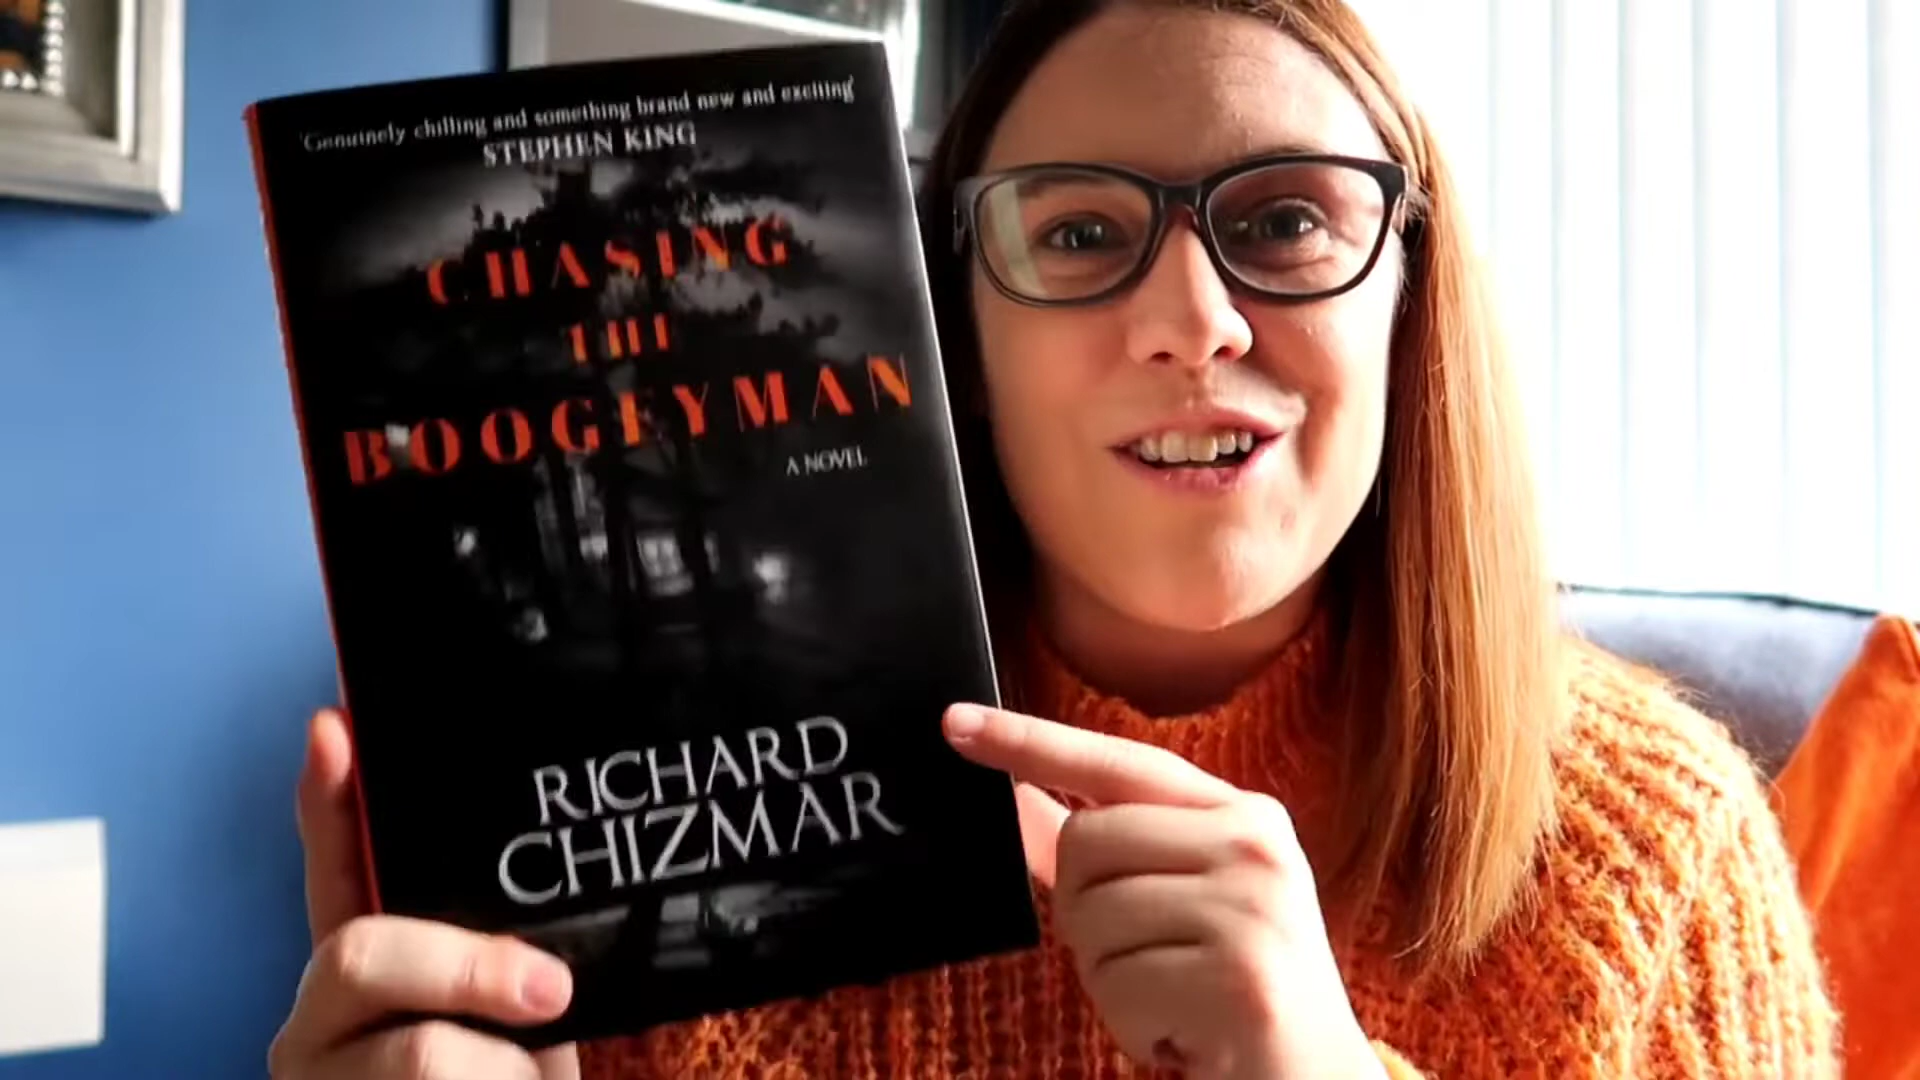 'Genuinely chilling and something brand new and exciting'
STEPHEN KING
CHASING
THE
BOOGEYMAN
A NOVEL
RICHARD
CHIZMAR